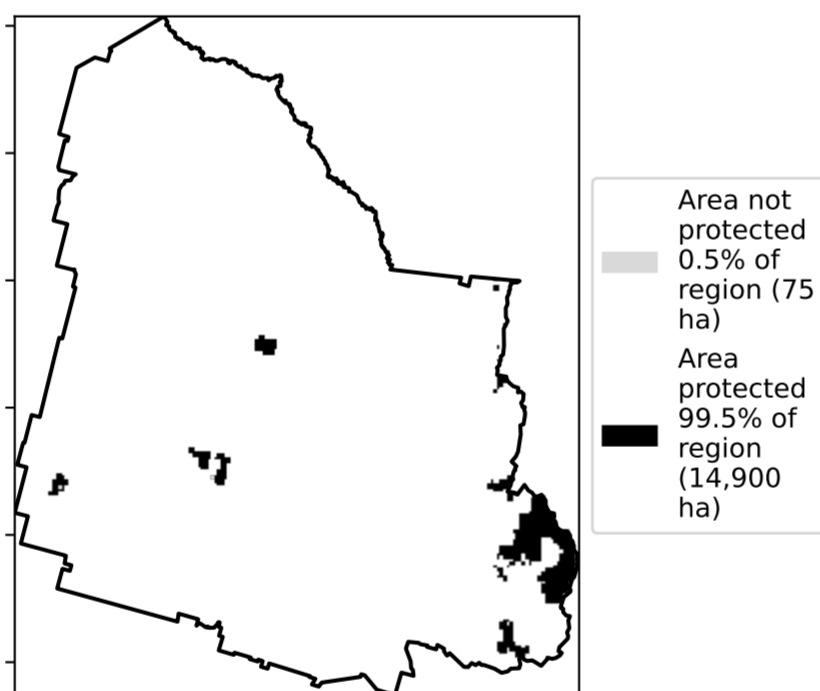 Area not
protected
0.5% of
region (75
ha)
Area
protected
99.5% of
region
(14,900
ha)